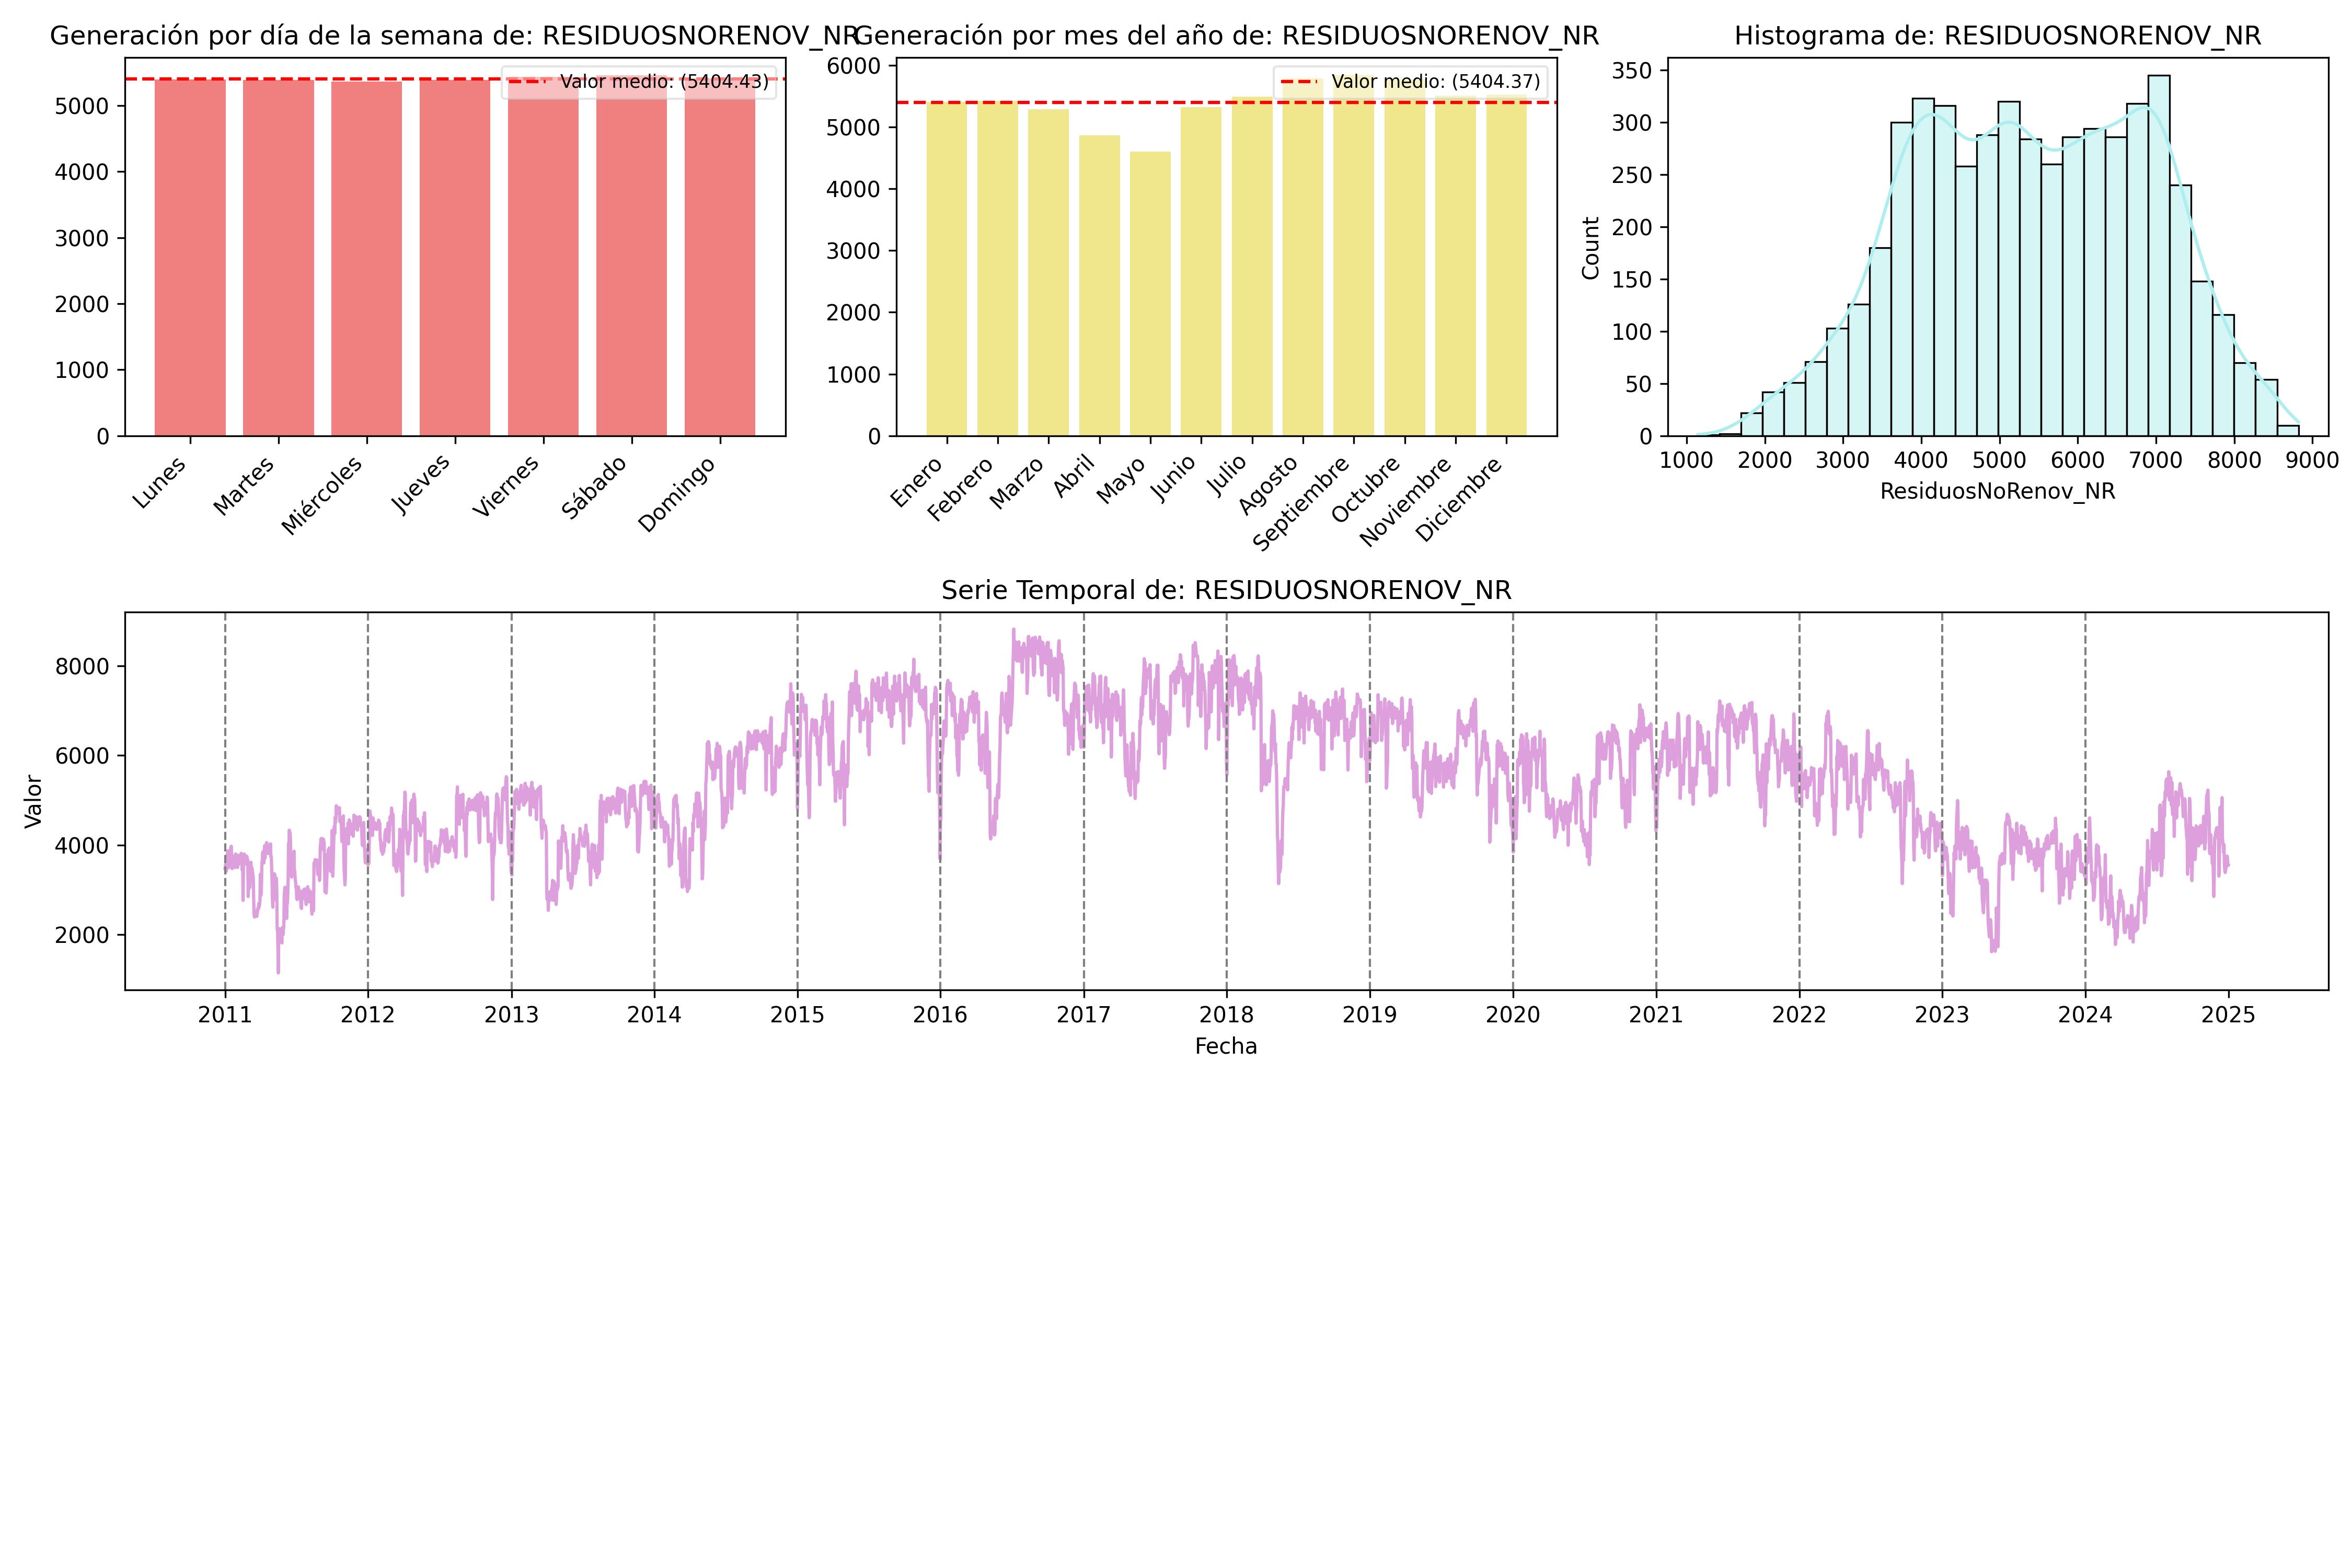 Generación por día de la semana de: RESIDUOSNORENOV_NR
Valor medio: (5404.43)
5000
4000
3000
2000
1000
0
Lunes
Martes
Miércoles
Jueves
Viernes
Sábado
Domingo
Generación por mes del año de: RESIDUOSNORENOV_NR
Valor medio: (5404.37)
6000
5000
4000
3000
2000
1000
0
Enero
Febrero
Marzo
Abril
Mayo
Junio
Julio
Agosto
Septiembre
Octubre
Noviembre
Diciembre
Histograma de: RESIDUOSNORENOV_NR
350
300
250
200
150
100
50
0
Count
1000 2000 3000 4000 5000 6000 7000 8000 9000
ResiduosNoRenov_NR
Serie Temporal de: RESIDUOSNORENOV_NR
8000
6000
4000
2000
Valor
2011 2012 2013 2014 2015 2016 2017 2018 2019 2020 2021 2022 2023 2024 2025
Fecha